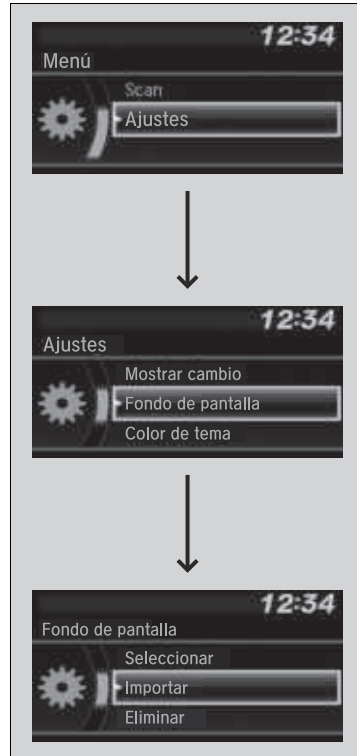 12:34
Menú
Scan
Ajustes
12:34
Ajustes
Mostrar cambio
Fondo de pantalla
Color de tema
12:34
Fondo de pantalla
Seleccionar
Importar
Eliminar